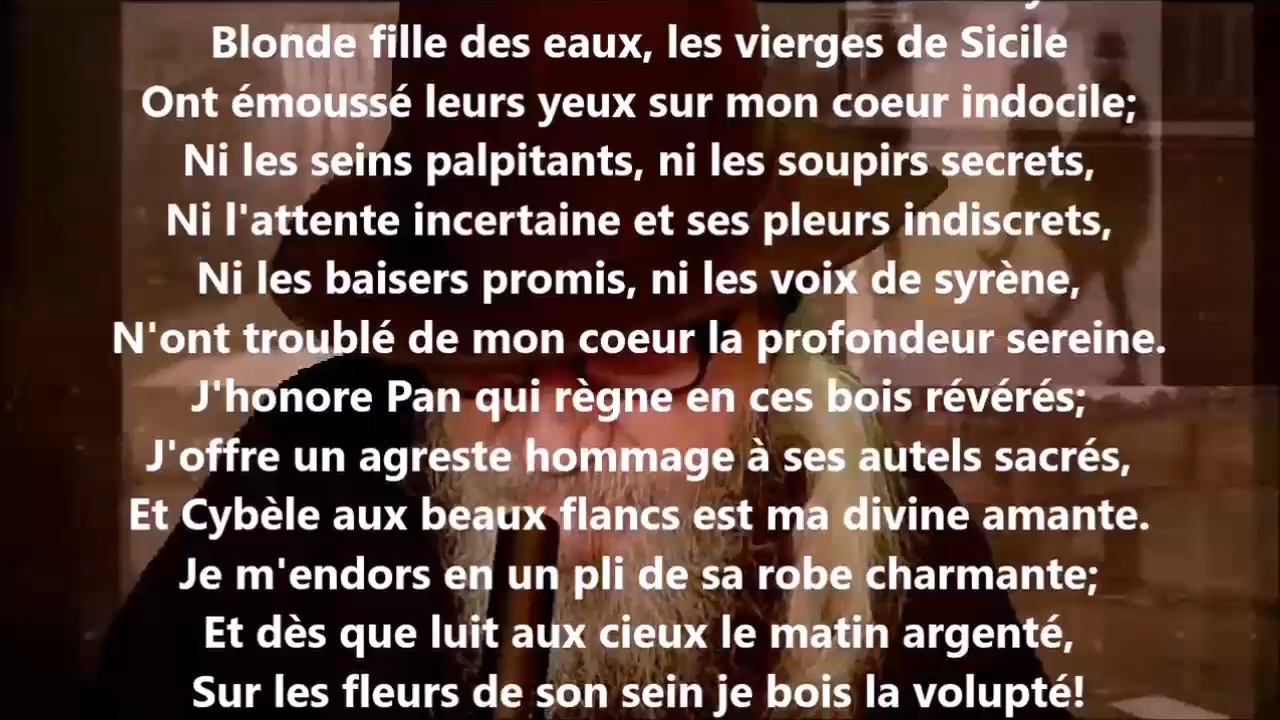 Blonde fille des eaux, les vierges de Sicile
Ont émoussé leurs yeux sur mon coeur indocile;
Ni les seins palpitants, ni les soupirs secrets,
Ni l'attente incertaine et ses pleurs indiscrets,
Ni les baisers promis, ni les voix de syrène,
N'ont troublé de mon coeur la profondeur sereine.
J'honore Pan qui règne en ces bois révérés;
J'offre un agreste hommage à ses autels sacrés,
Et Cybèle aux beaux flancs est ma divine amante.
Je m'endors en un pli de sa robe charmante;
Et dès que luit aux cieux le matin argenté,
Sur les fleurs de son sein je bois la volupté!